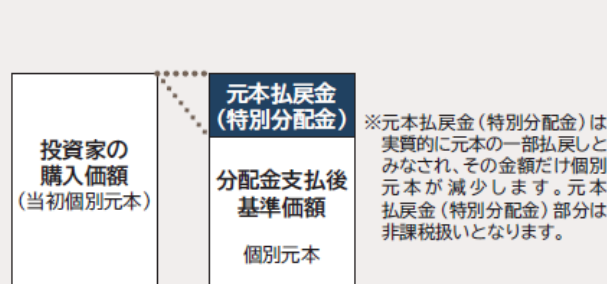 投資家の
購入価額
(当初個別元本)
元本払戻金
(特別分配金)
分配金支払後
基準価額
個別元本
※元本払戻金(特別分配金)は
実質的に元本の一部払戻しと
みなされ、その金額だけ個別
元本が減少します。元本
払戻金(特別分配金)部分は
非課税扱いとなります。